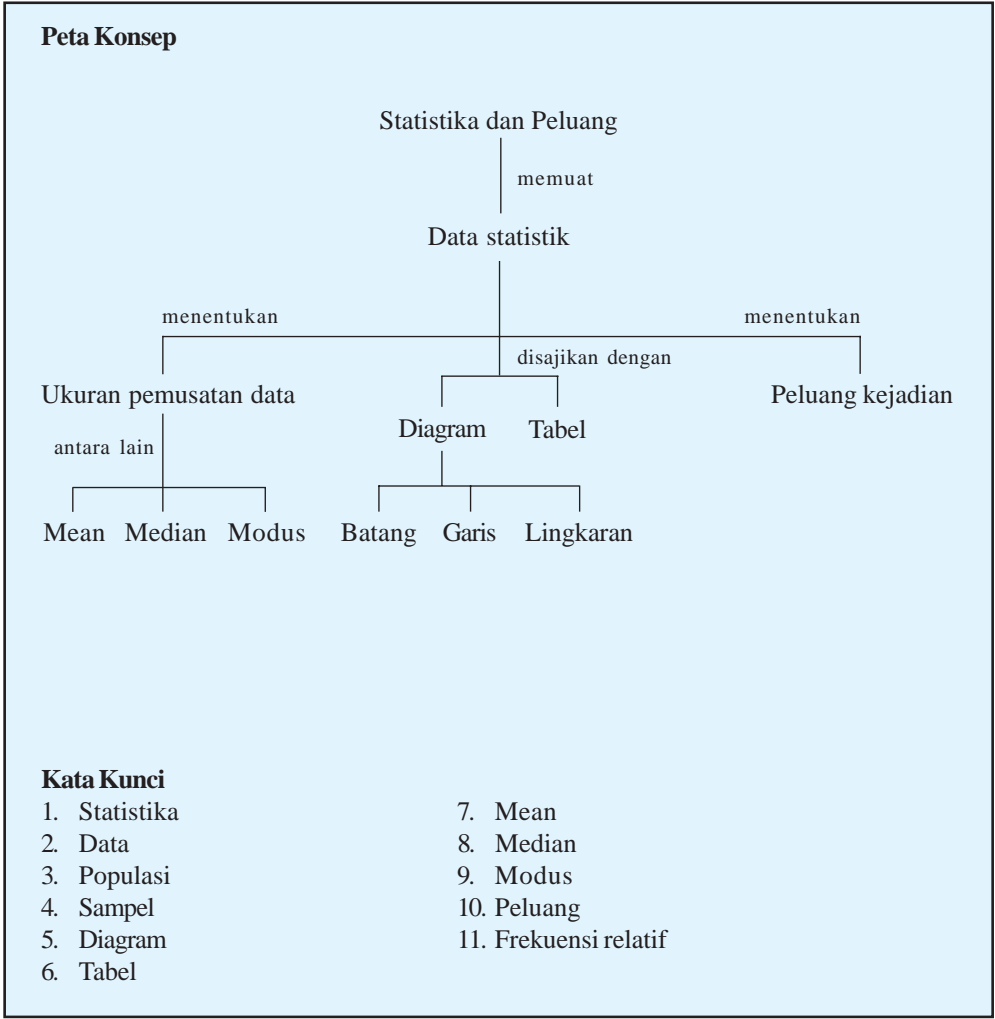 Peta Konsep
Statistika dan Peluang
memuat
Data statistik
menentukan
menentukan
disajikan dengan
Ukuran pemusatan data
Peluang kejadian
Diagram Tabel
antara lain
Mean Median Modus Batang Garis Lingkaran
Kata Kunci
1. Statistika
2. Data
3. Populasi
4. Sampel
5. Diagram
6. Tabel
7. Mean
8. Median
9. Modus
10. Peluang
11. Frekuensi relatif